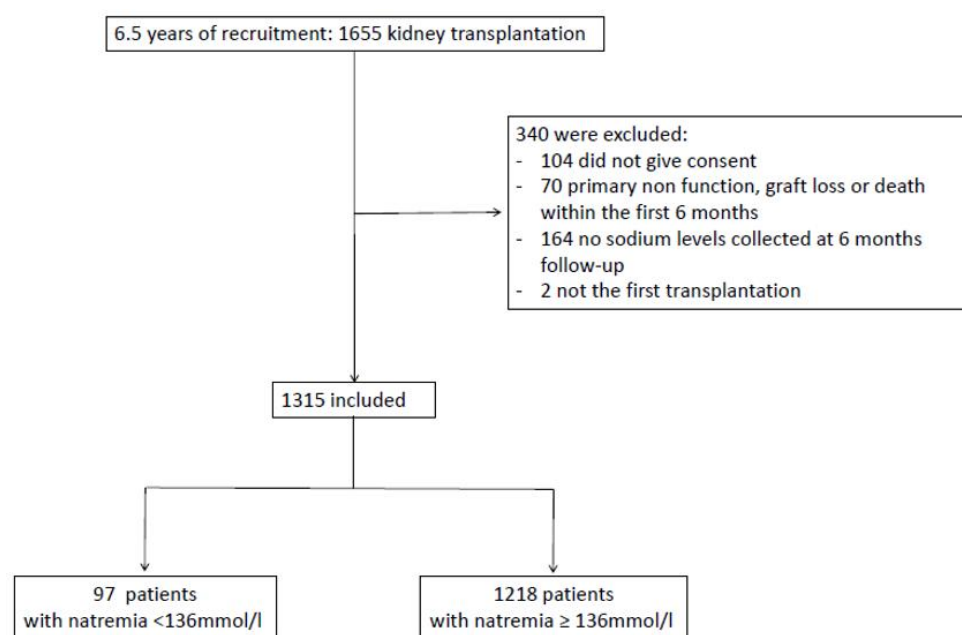 6.5 years of recruitment: 1655 kidney transplantation
340 were excluded:
- 104 did not give consent
- 70 primary non function, graft loss or death
within the first 6 months
- 164 no sodium levels collected at 6 months
follow-up
- 2 not the first transplantation
1315 included
97 patients
with natremia <136mmol/l
1218 patients
with natremia ≥ 136mmol/l